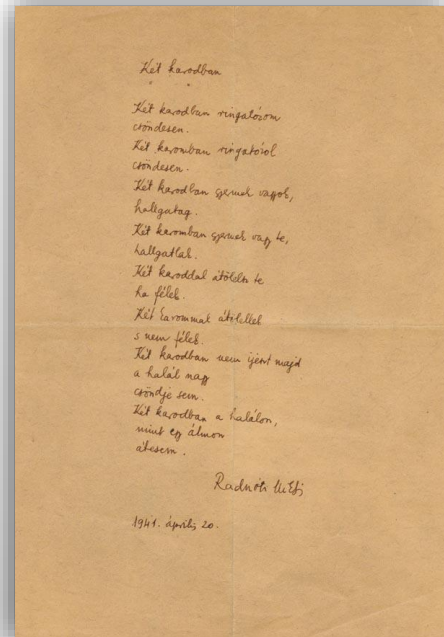 Két karodban
Két karodban ringatózom
csöndesen.
Két karomban ringatózol
csöndesen.
Két karodban gyermek vagyok,
hallgatag.
Két karomban gyermek vagy te,
hallgatlak.
Két karoddal átölelsz te
ha félek.
Két karommal átölellek
s nem félek.
Két karodban nem ijeszt majd
a halál nagy
csöndje sem.
Két karodban a halálon,
mint egy álmon
átesem.
Radnóti Miklós
1941. április 20.